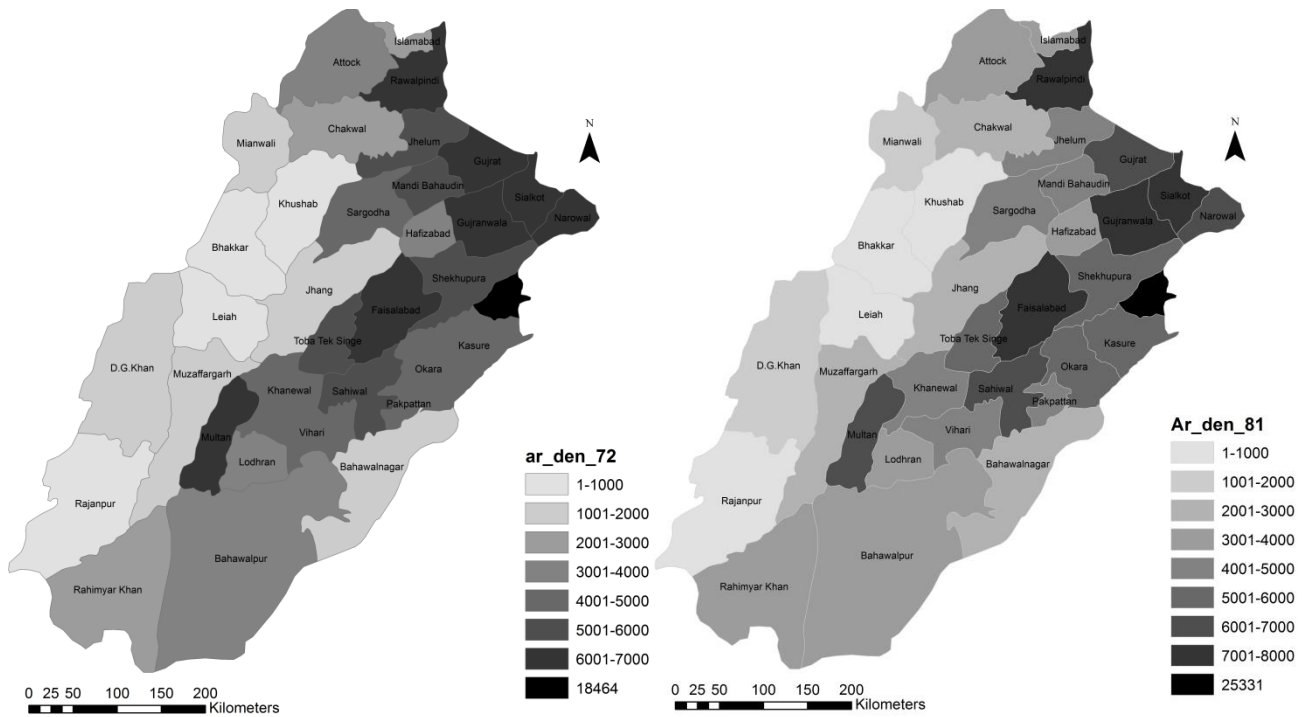 Islamabad
Attock
Rawalpindi
Chakwal
Jhelum
Mianwali
N
Gujrat
Mandi Bahaudin
Khushab
Sialkot
Sargodha
Narowal
Gujranwala
Hafizabad
Bhakkar
Shekhupura
Jhang
Faisalabad
Leiah
Toba Tek Singe
Kasure
D.G.Khan
Muzaffargarh
Okara
Khanewal
Sahiwal
Pakpattan
Multan
Vihari
Lodhran
Bahawalnagar
Rajanpur
Bahawalpur
Rahimyar Khan
ar_den_72
1-1000
1001-2000
2001-3000
3001-4000
4001-5000
5001-6000
6001-7000
18464
0 25 50 100 150 200
Kilometers
Islamabad
Attock
Rawalpindi
Chakwal
Jhelum
Mianwali
N
Gujrat
Mandi Bahaudin
Khushab
Sialkot
Sargodha
Narowal
Gujranwala
Hafizabad
Bhakkar
Shekhupura
Jhang
Faisalabad
Leiah
Toba Tek Singe
Kasure
D.G.Khan
Muzaffargarh
Okara
Khanewal
Sahiwal
Pakpattan
Multan
Vihari
Lodhran
Bahawalnagar
Rajanpur
Bahawalpur
Rahimyar Khan
Ar_den_81
1-1000
1001-2000
2001-3000
3001-4000
4001-5000
5001-6000
6001-7000
7001-8000
25331
0 25 50 100 150 200
Kilometers